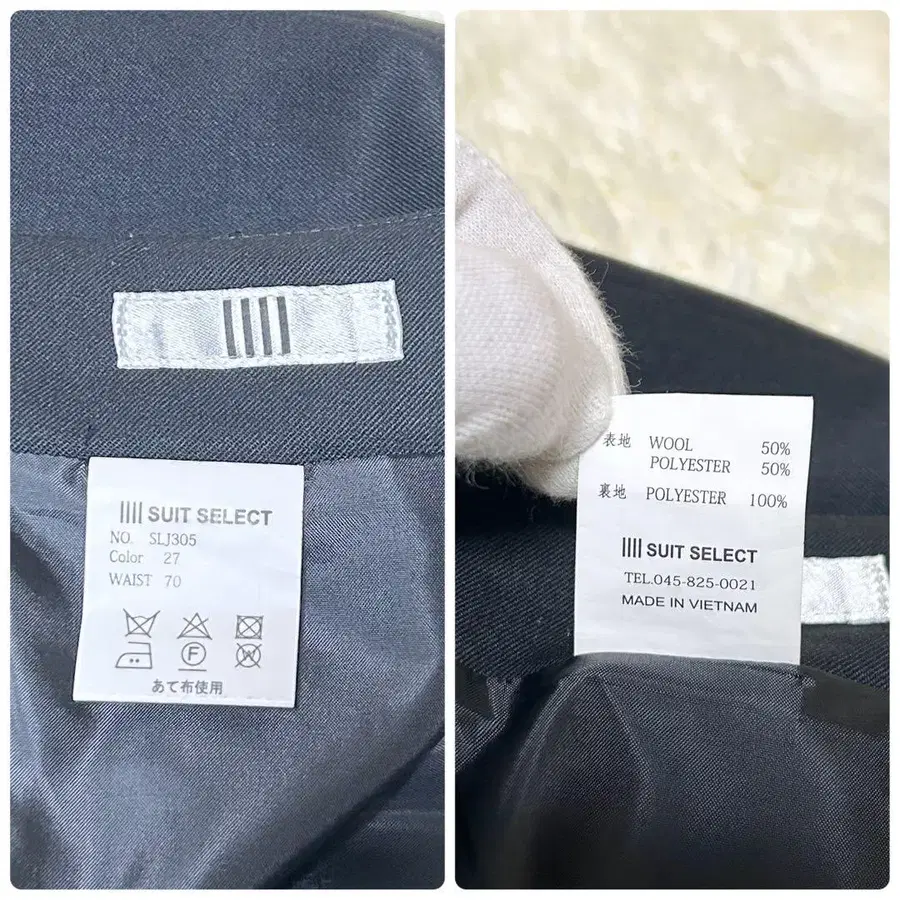 SUIT SELECT
NO. SLJ305
Color 27
WAIST 70
F
あて布使用
表地 WOOL 50%
POLYESTER 50%
裏地 POLYESTER 100%
SUIT SELECT
TEL.045-825-0021
MADE IN VIETNAM